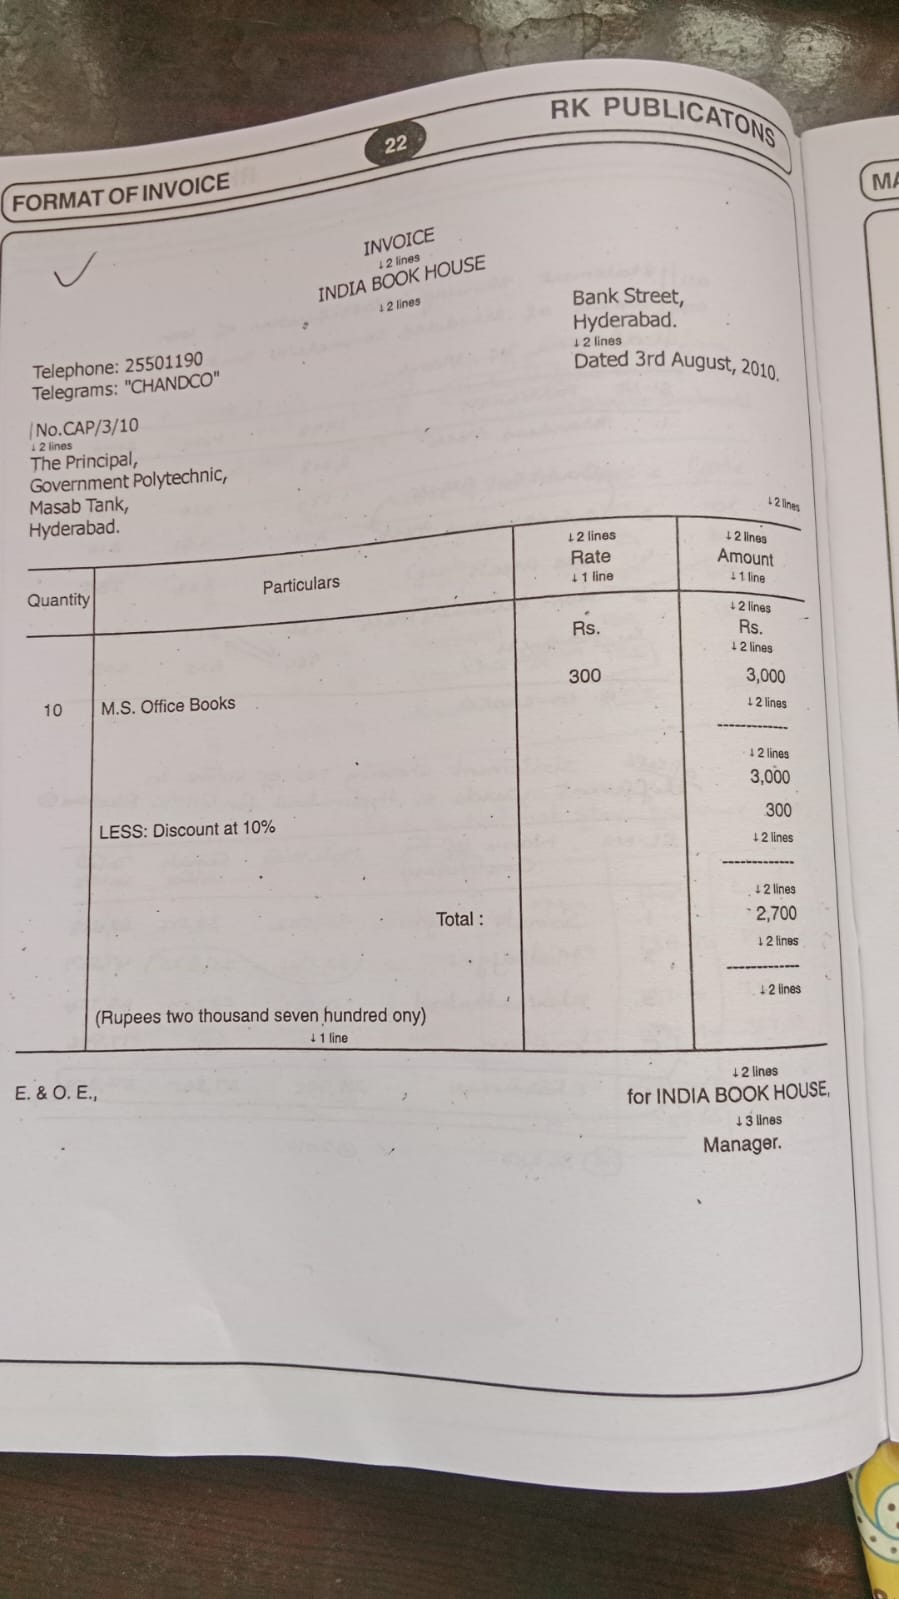 RK PUBLICATONS
22
FORMAT OF INVOICE
MA
INVOICE
↓2 lines
INDIA BOOK HOUSE
↓2 lines
Bank Street,
Hyderabad.
↓2 lines
Telephone: 25501190
Dated 3rd August, 2010.
Telegrams: "CHANDCO"
No.CAP/3/10
↓2 lines
The Principal,
Government Polytechnic,
Masab Tank,
Hyderabad.
↓2 lines
↓2 lines ↓2 lines
Quantity Particulars Rate Amount
↓1 line ↓1 line
↓2 lines
Rs. Rs.
↓2 lines
10 M.S. Office Books 300 3,000
↓2 lines
-------------
↓2 lines
3,000
LESS: Discount at 10% 300
↓2 lines
-------------
↓2 lines
Total : 2,700
↓2 lines
-------------
↓2 lines
(Rupees two thousand seven hundred ony)
↓1 line
↓2 lines
E. & O. E., for INDIA BOOK HOUSE,
↓3 lines
Manager.